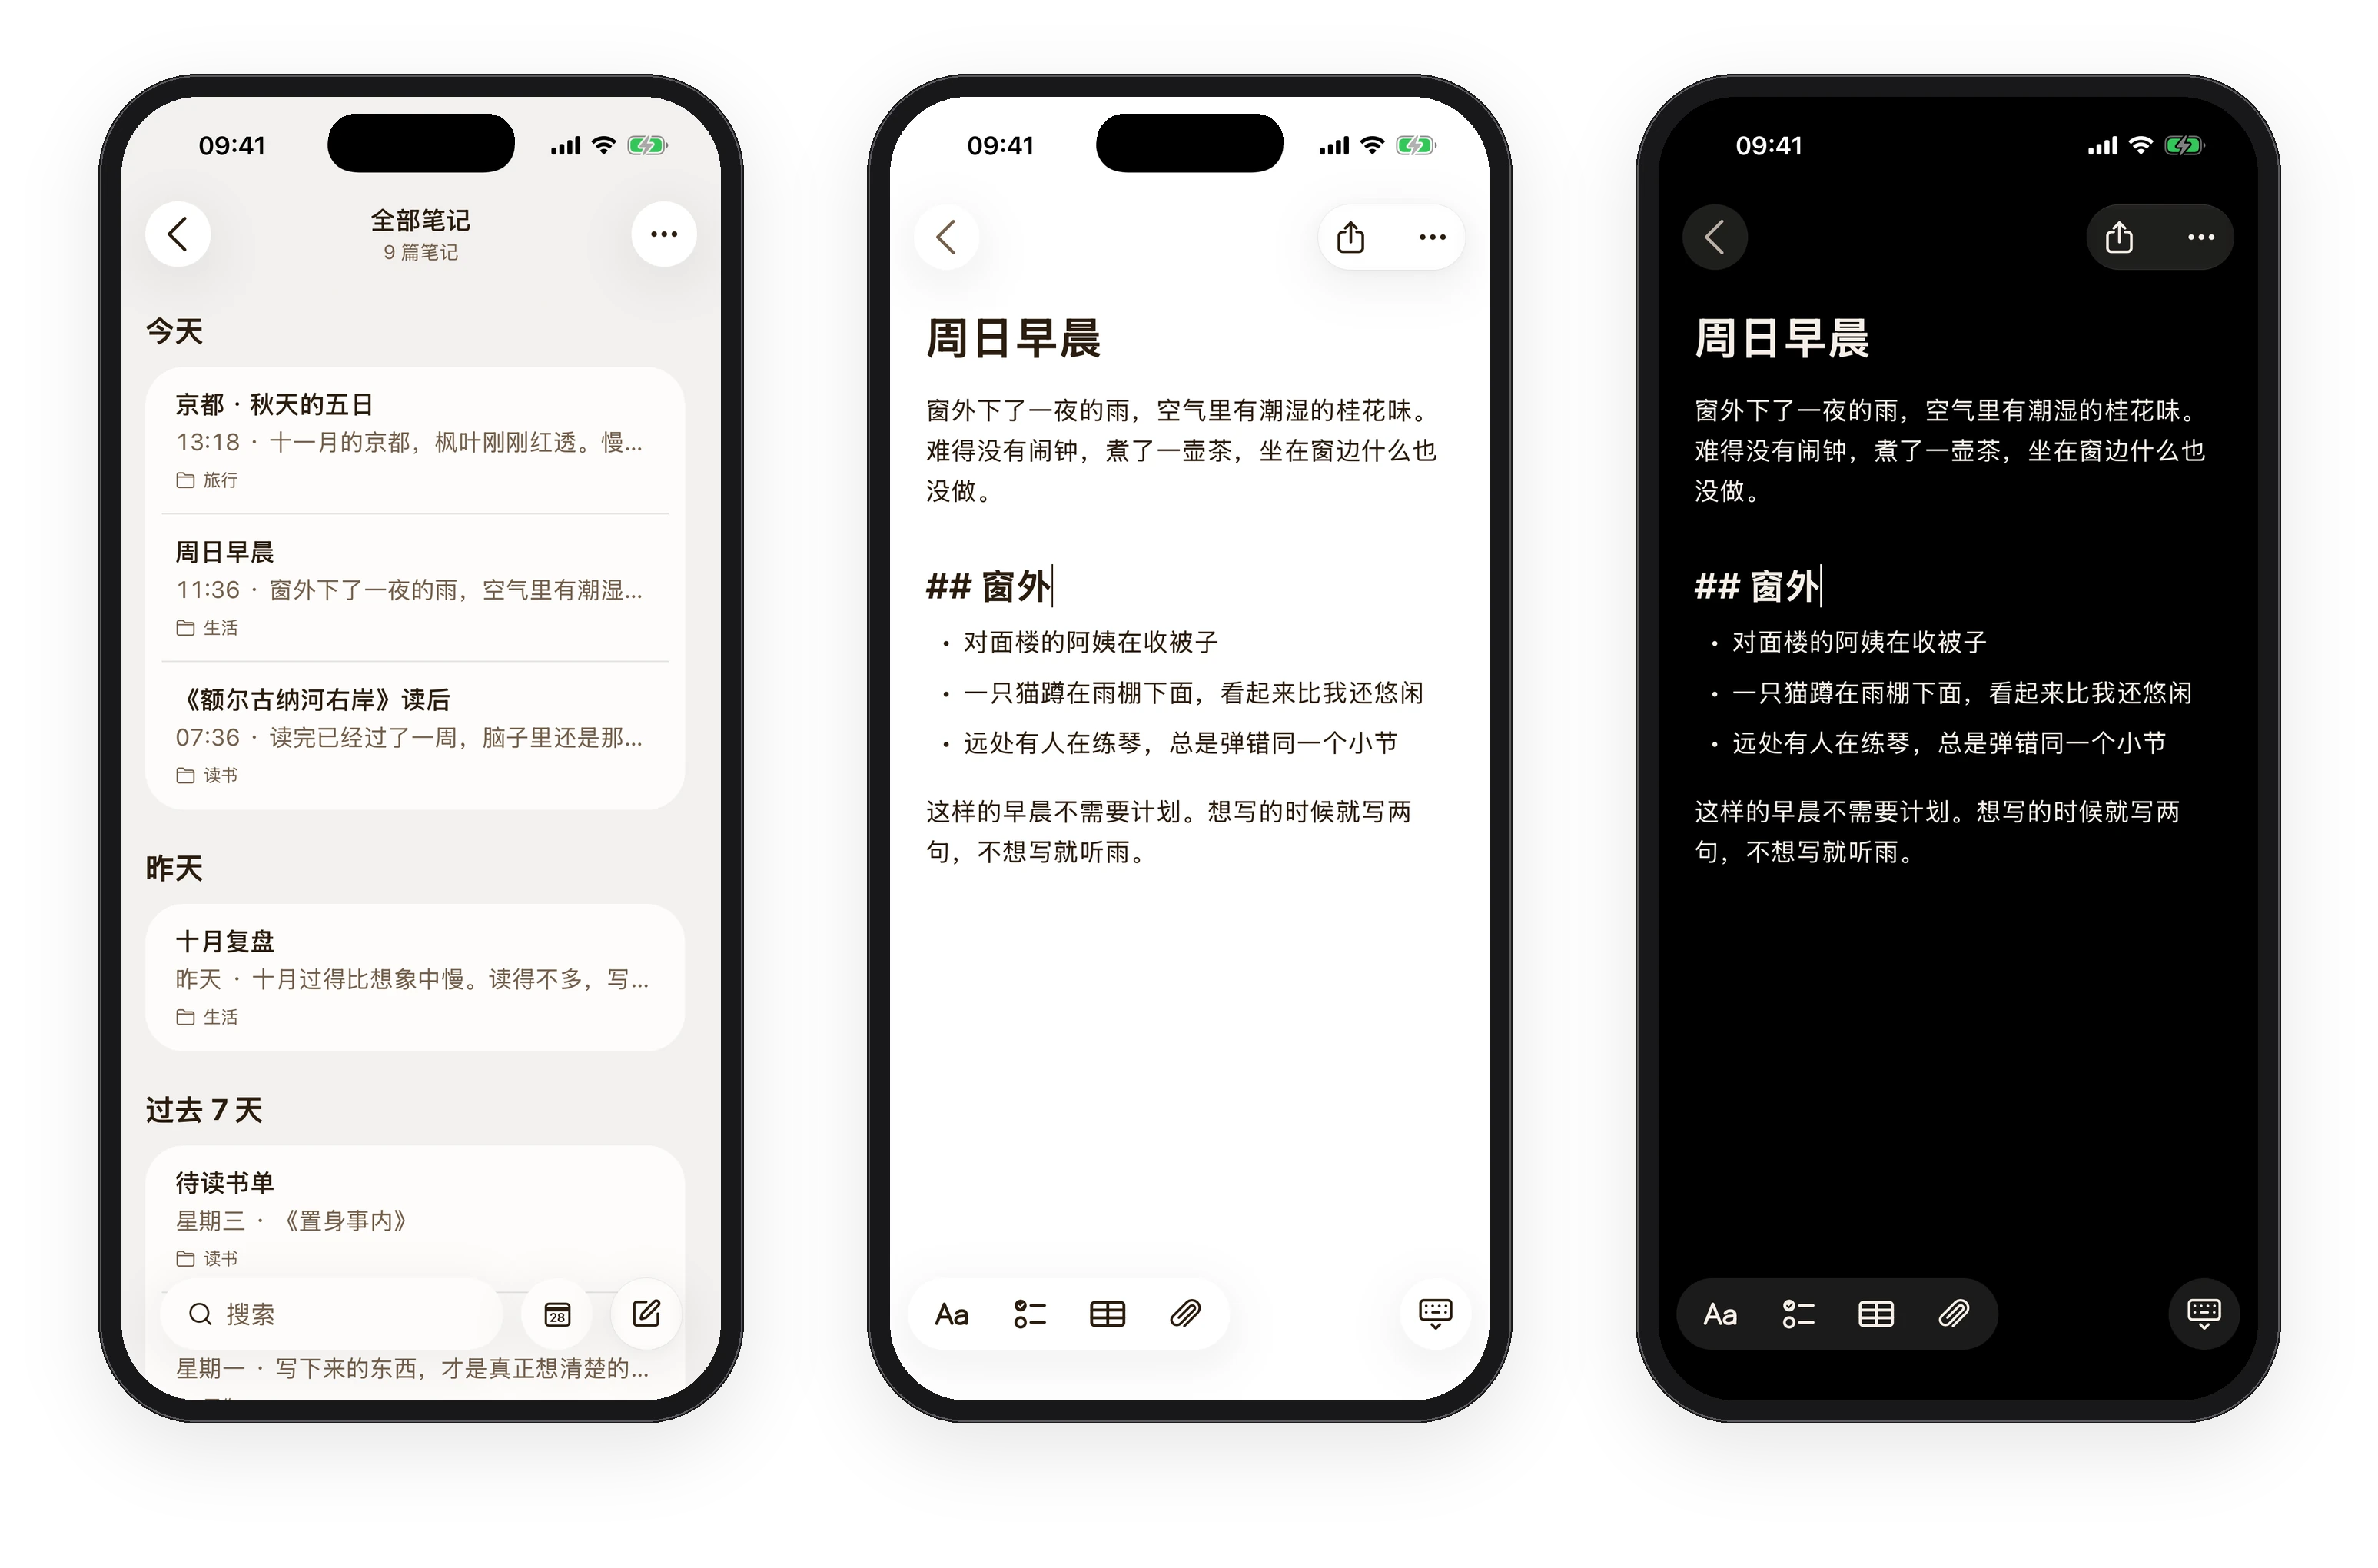 09:41
全部笔记
9 篇笔记
今天
京都 · 秋天的五日
13:18 · 十一月的京都，枫叶刚刚红透。慢...
旅行
周日早晨
11:36 · 窗外下了一夜的雨，空气里有潮湿...
生活
《额尔古纳河右岸》读后
07:36 · 读完已经过了一周，脑子里还是那...
读书
昨天
十月复盘
昨天 · 十月过得比想象中慢。读得不多，写...
生活
过去 7 天
待读书单
星期三 · 《置身事内》
读书
搜索
28
星期一 · 写下来的东西，才是真正想清楚的...
09:41
周日早晨
窗外下了一夜的雨，空气里有潮湿的桂花味。
难得没有闹钟，煮了一壶茶，坐在窗边什么也
没做。
## 窗外
• 对面楼的阿姨在收被子
• 一只猫蹲在雨棚下面，看起来比我还悠闲
• 远处有人在练琴，总是弹错同一个小节
这样的早晨不需要计划。想写的时候就写两
句，不想写就听雨。
Aa
09:41
周日早晨
窗外下了一夜的雨，空气里有潮湿的桂花味。
难得没有闹钟，煮了一壶茶，坐在窗边什么也
没做。
## 窗外
• 对面楼的阿姨在收被子
• 一只猫蹲在雨棚下面，看起来比我还悠闲
• 远处有人在练琴，总是弹错同一个小节
这样的早晨不需要计划。想写的时候就写两
句，不想写就听雨。
Aa